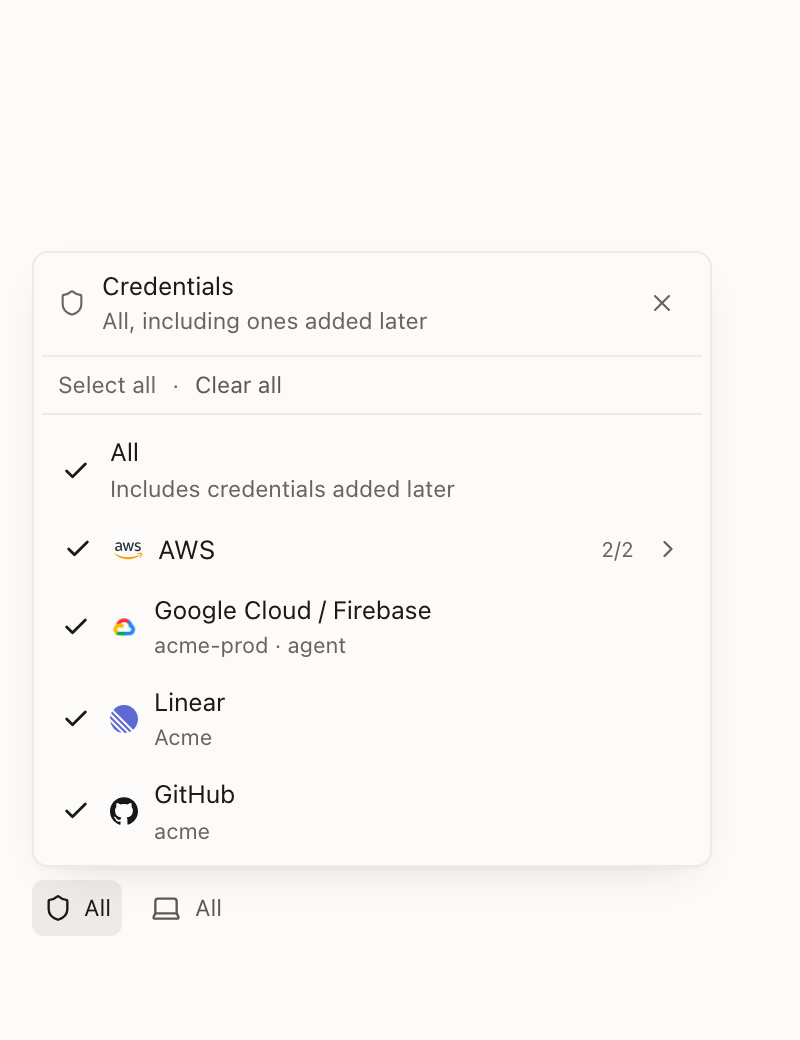 Credentials
All, including ones added later
Select all · Clear all
All
Includes credentials added later
aws AWS 2/2
Google Cloud / Firebase
acme-prod · agent
Linear
Acme
GitHub
acme
All All